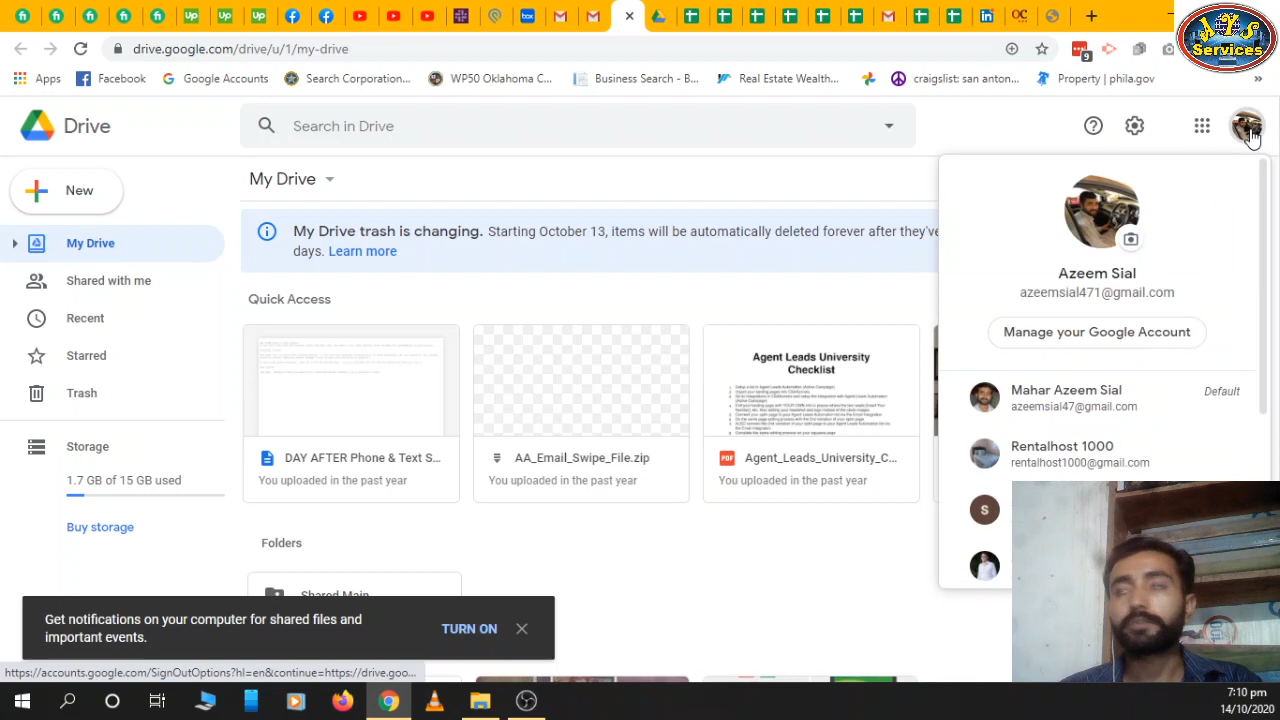 drive.google.com/drive/u/1/my-drive
9
AYS
Services
Apps
Facebook
Google Accounts
Search Corporation...
WP50 Oklahoma C...
Business Search - B...
Real Estate Wealth...
craigslist: san anton...
Property | phila.gov
»
Drive
Search in Drive
New
My Drive
My Drive
Shared with me
Recent
Starred
Trash
Storage
1.7 GB of 15 GB used
Buy storage
My Drive trash is changing. Starting October 13, items will be automatically deleted forever after they've
days. Learn more
Quick Access
Agent Leads University
Checklist
DAY AFTER Phone & Text S...
You uploaded in the past year
AA_Email_Swipe_File.zip
You uploaded in the past year
PDF
Agent_Leads_University_C...
You uploaded in the past year
Folders
Shared Main
Azeem Sial
azeemsial471@gmail.com
Manage your Google Account
Mahar Azeem Sial
Default
azeemsial47@gmail.com
Rentalhost 1000
rentalhost1000@gmail.com
S
Get notifications on your computer for shared files and
important events.
TURN ON
https://accounts.google.com/SignOutOptions?hl=en&continue=https://drive.goo...
7:10 pm
14/10/2020